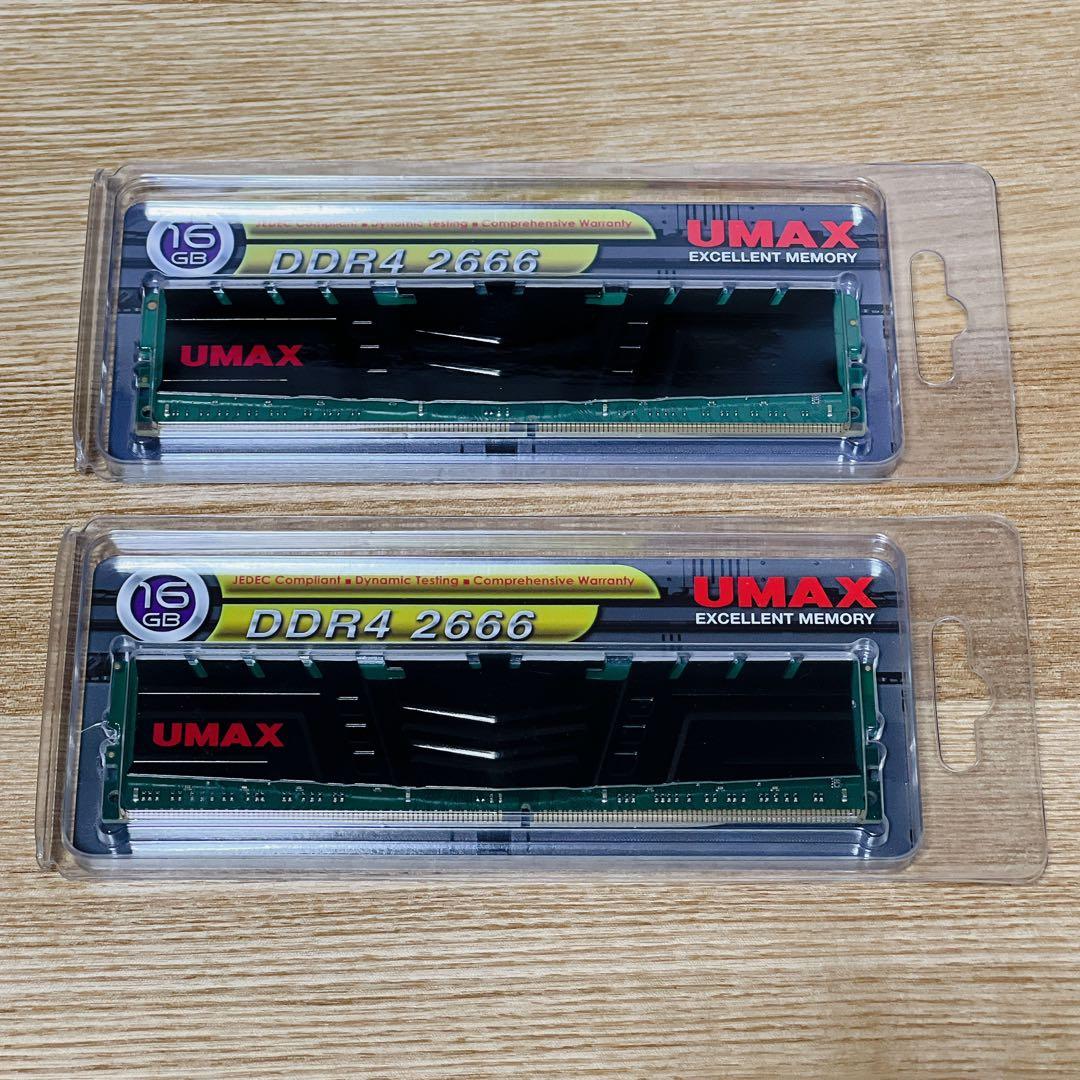 16
GB
JEDEC Compliant ■ Dynamic Testing ■ Comprehensive Warranty
DDR4 2666
UMAX
EXCELLENT MEMORY
UMAX
16
GB
JEDEC Compliant ■ Dynamic Testing ■ Comprehensive Warranty
DDR4 2666
UMAX
EXCELLENT MEMORY
UMAX